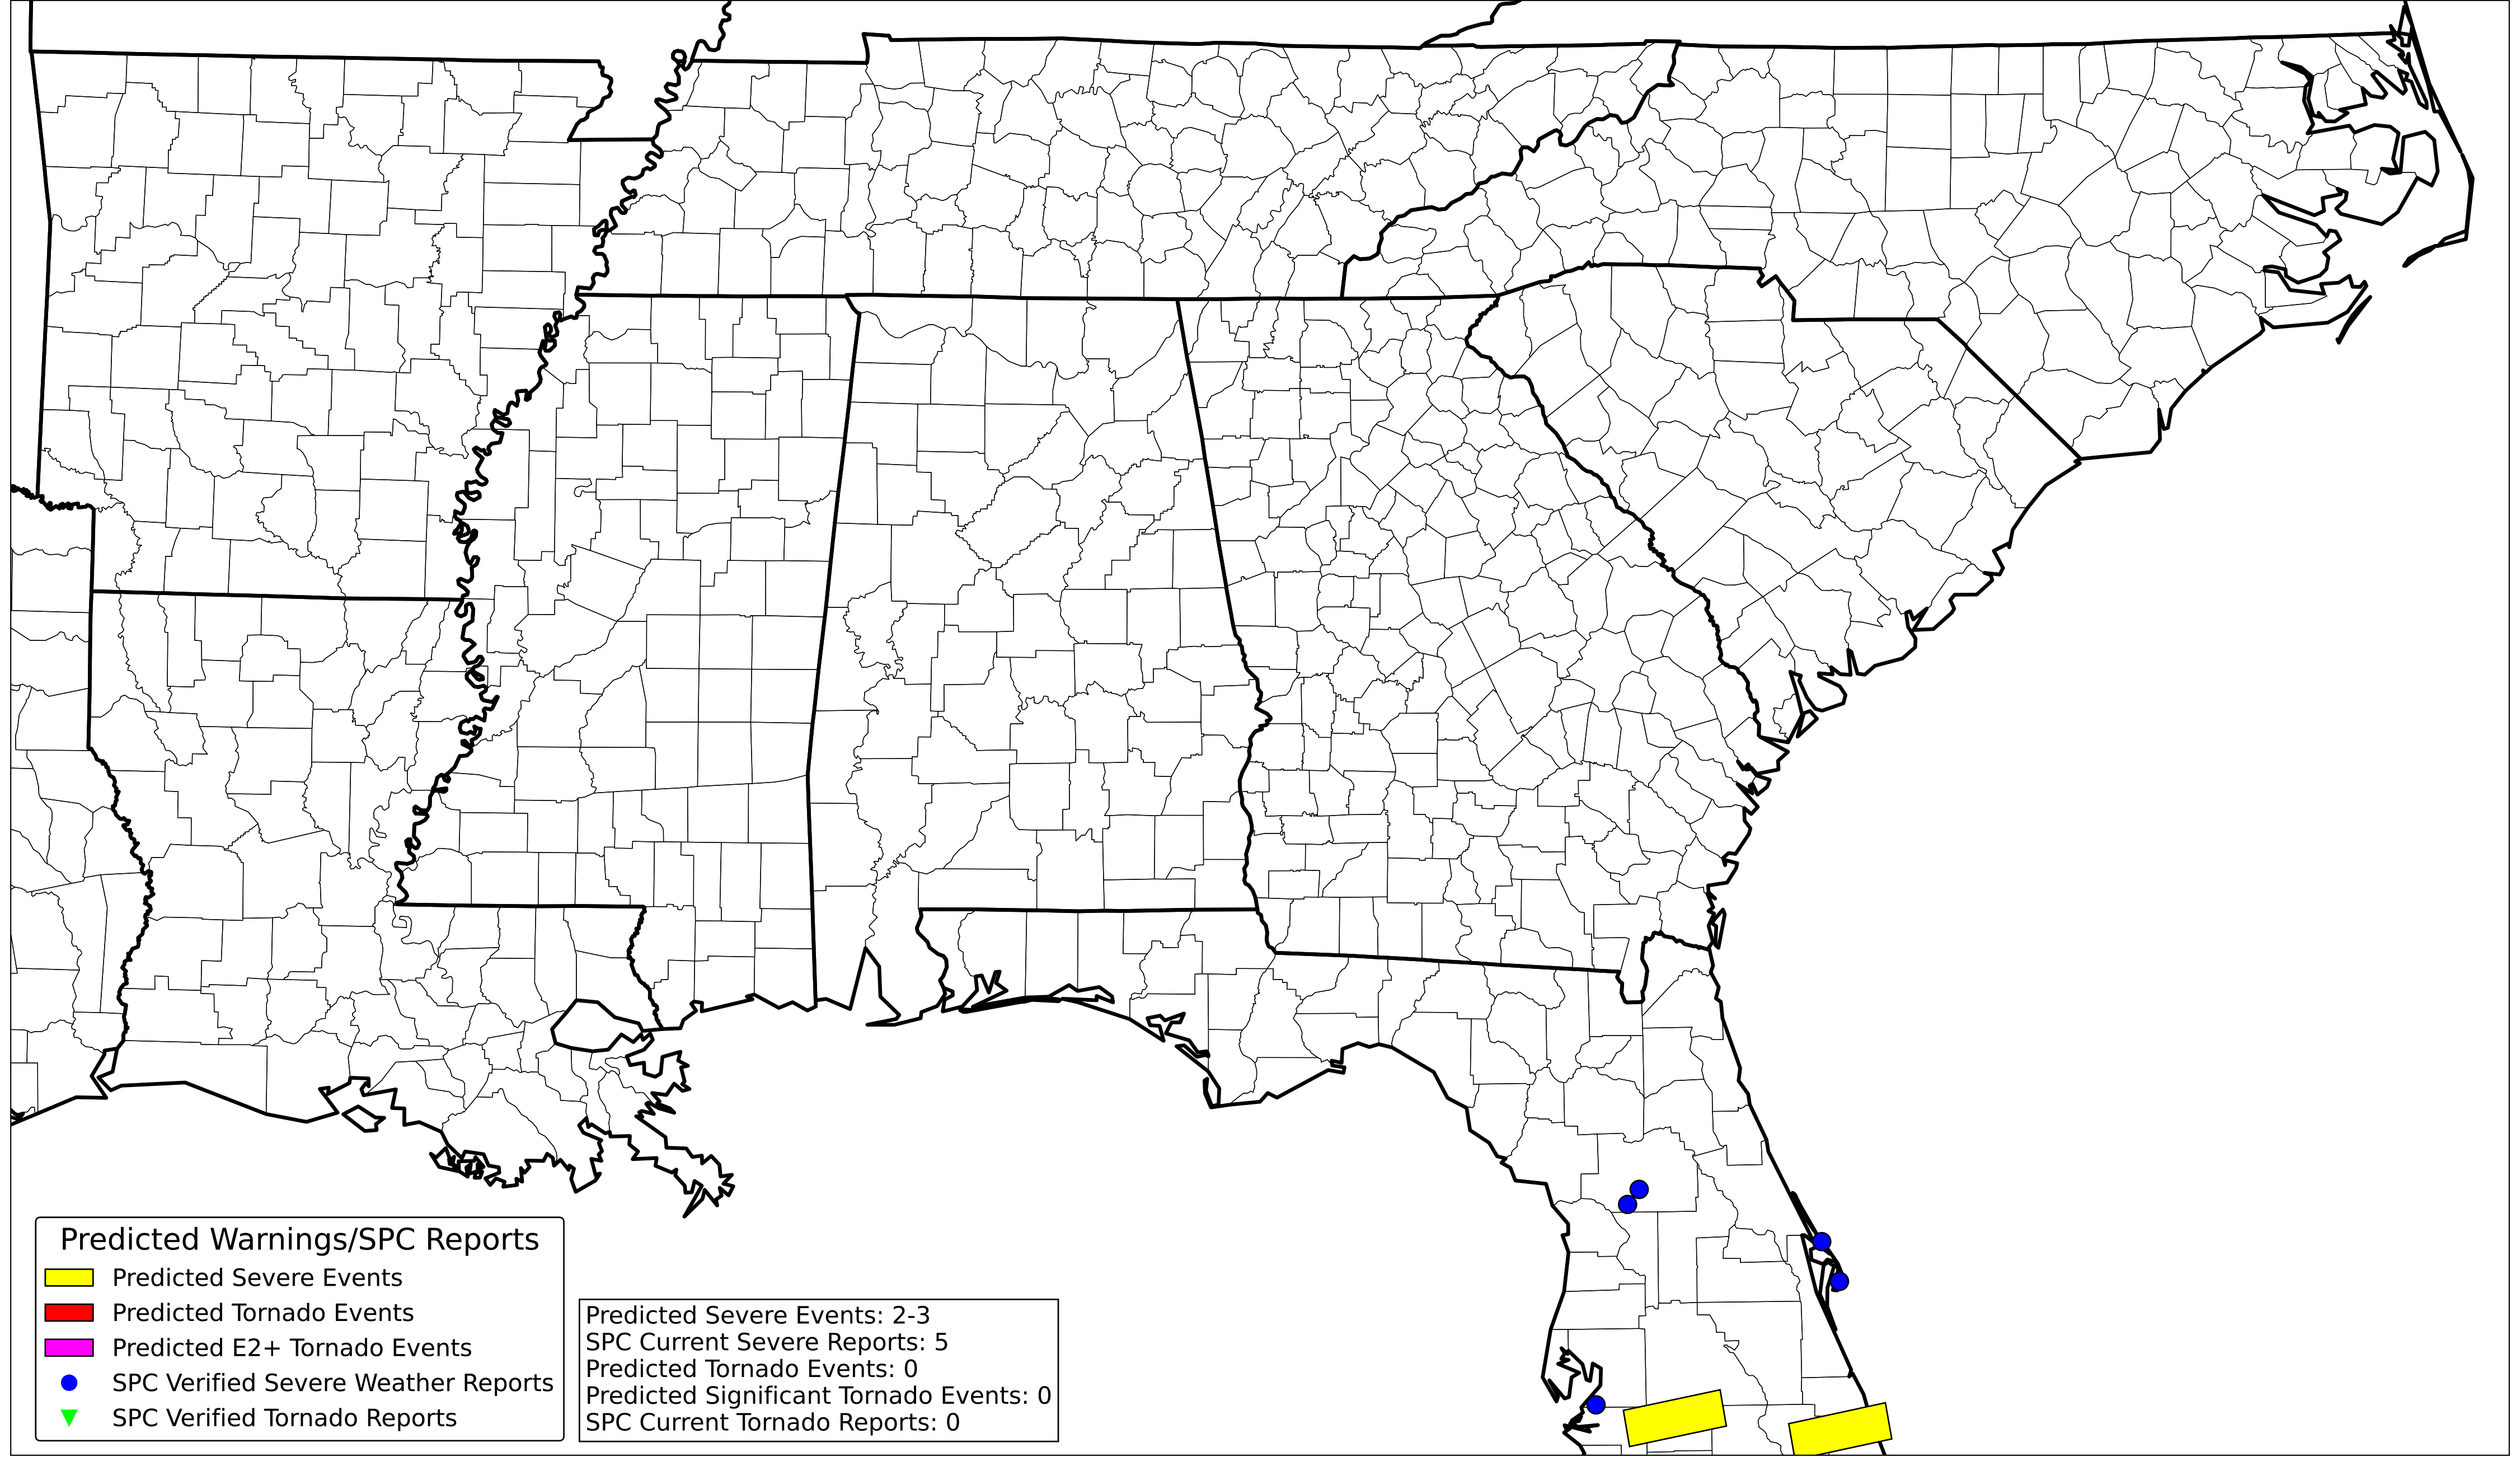 Predicted Warnings/SPC Reports
Predicted Severe Events
Predicted Tornado Events
Predicted E2+ Tornado Events
SPC Verified Severe Weather Reports
SPC Verified Tornado Reports
Predicted Severe Events: 2-3
SPC Current Severe Reports: 5
Predicted Tornado Events: 0
Predicted Significant Tornado Events: 0
SPC Current Tornado Reports: 0